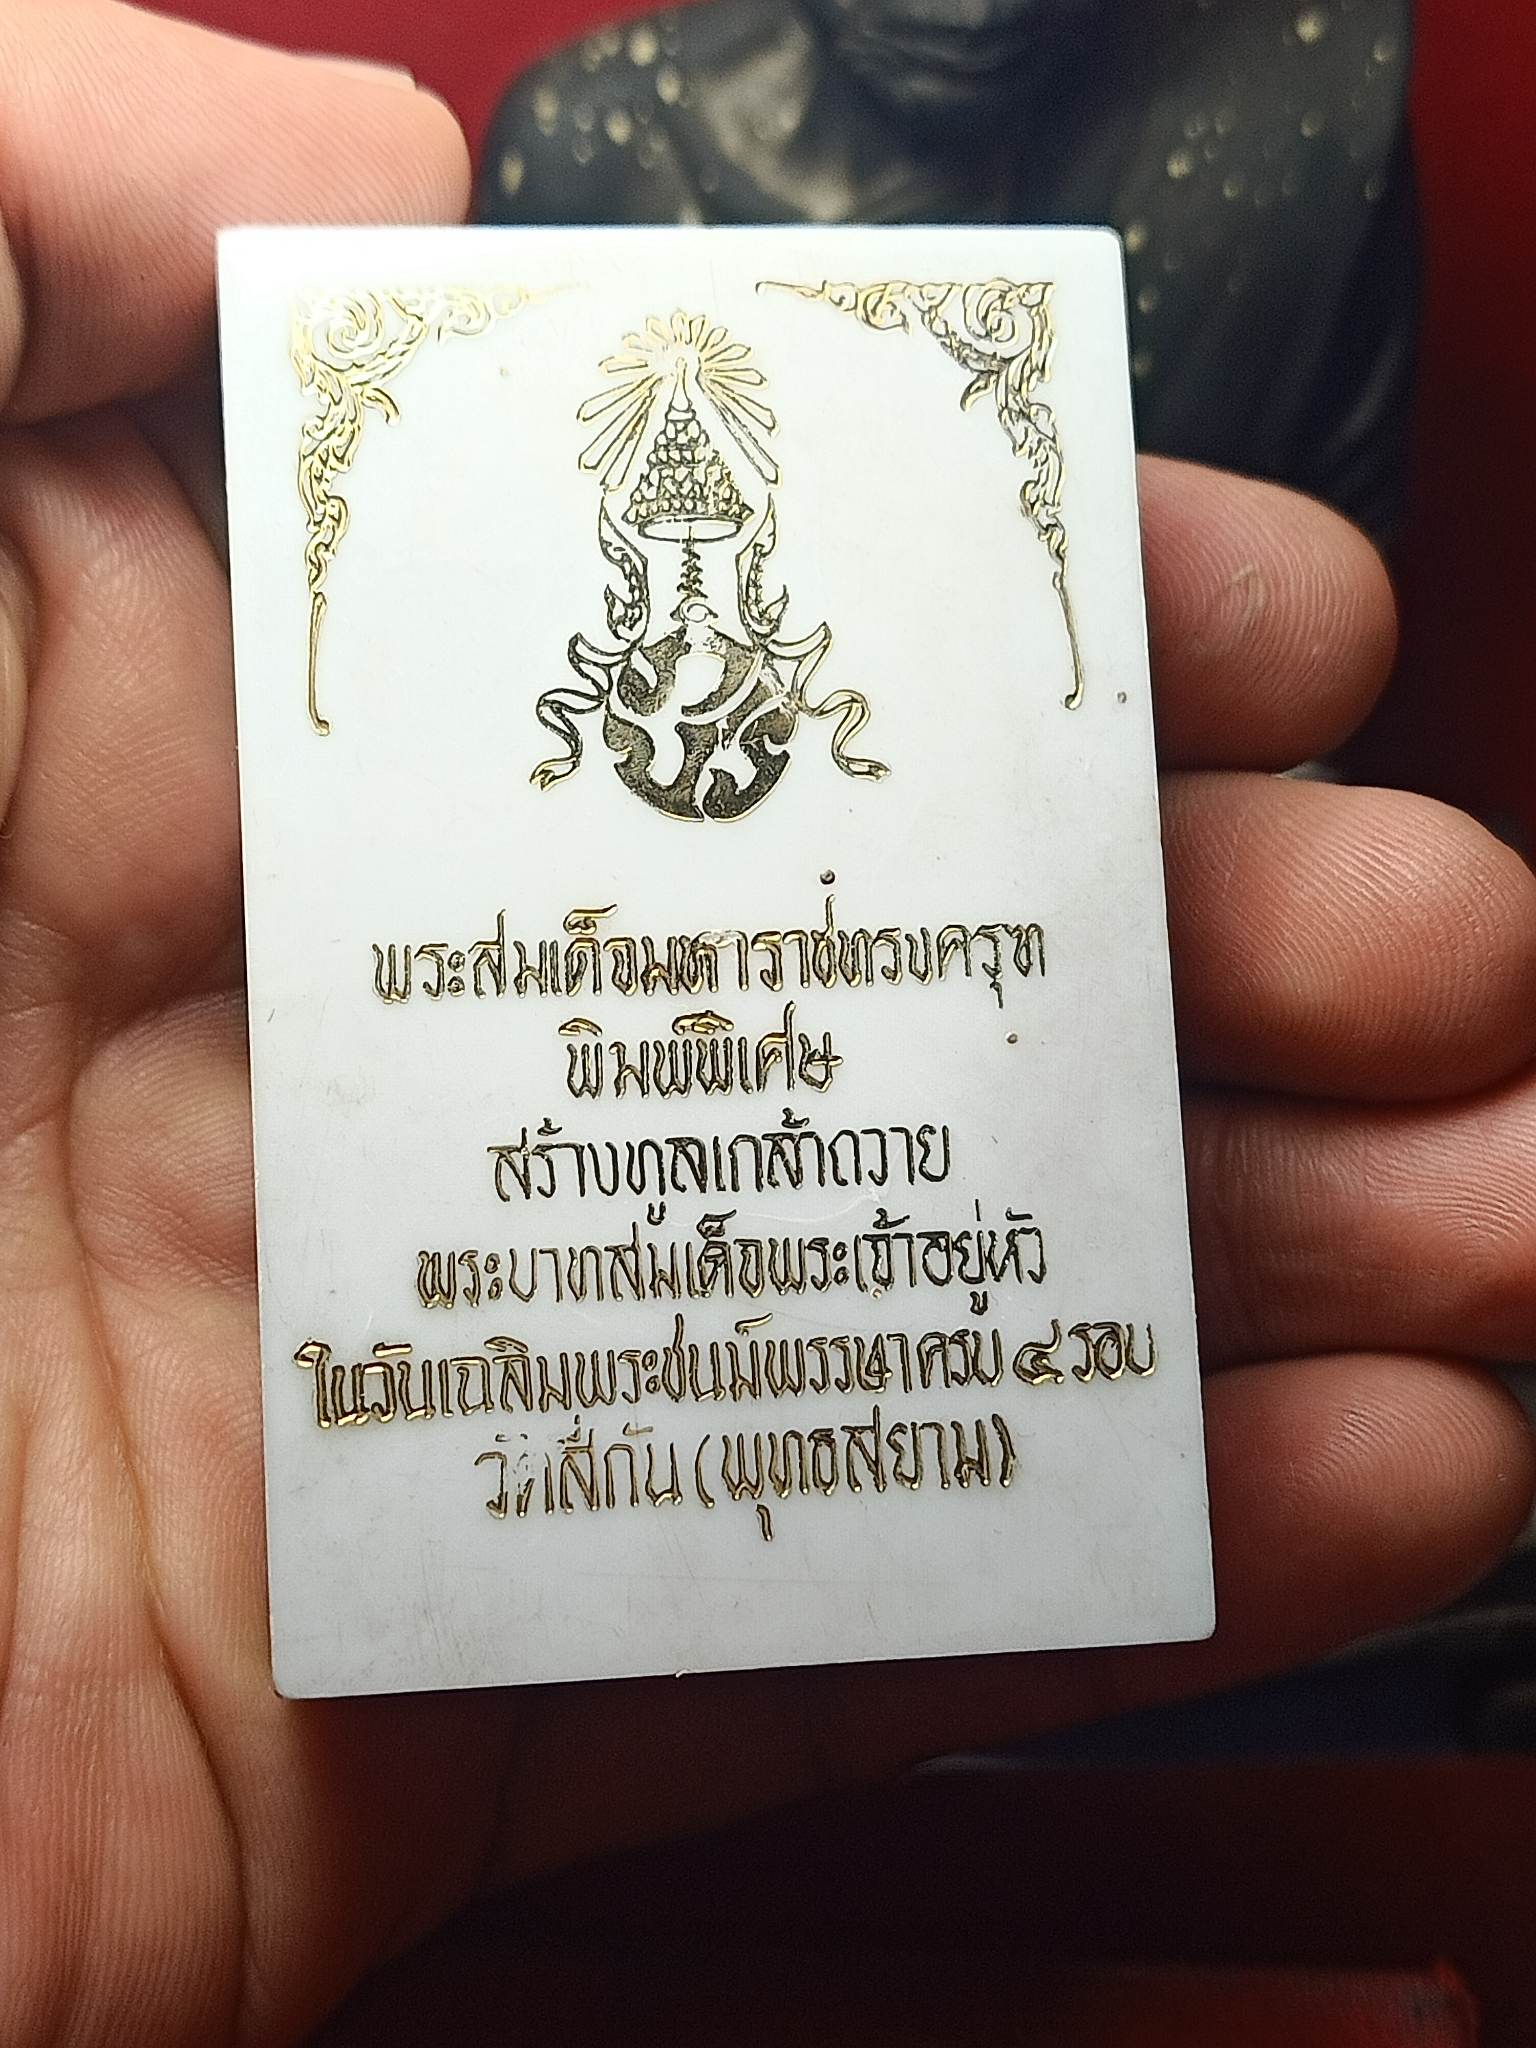 พระสมเด็จมหาราชทรงครุฑ
พิมพ์พิเศษ
สร้างทูลเกล้าถวาย
พระบาทสมเด็จพระเจ้าอยู่หัว
ในวันเฉลิมพระชนม์พรรษาครบ ๔ รอบ
วัดสีกัน (พุทธสยาม)